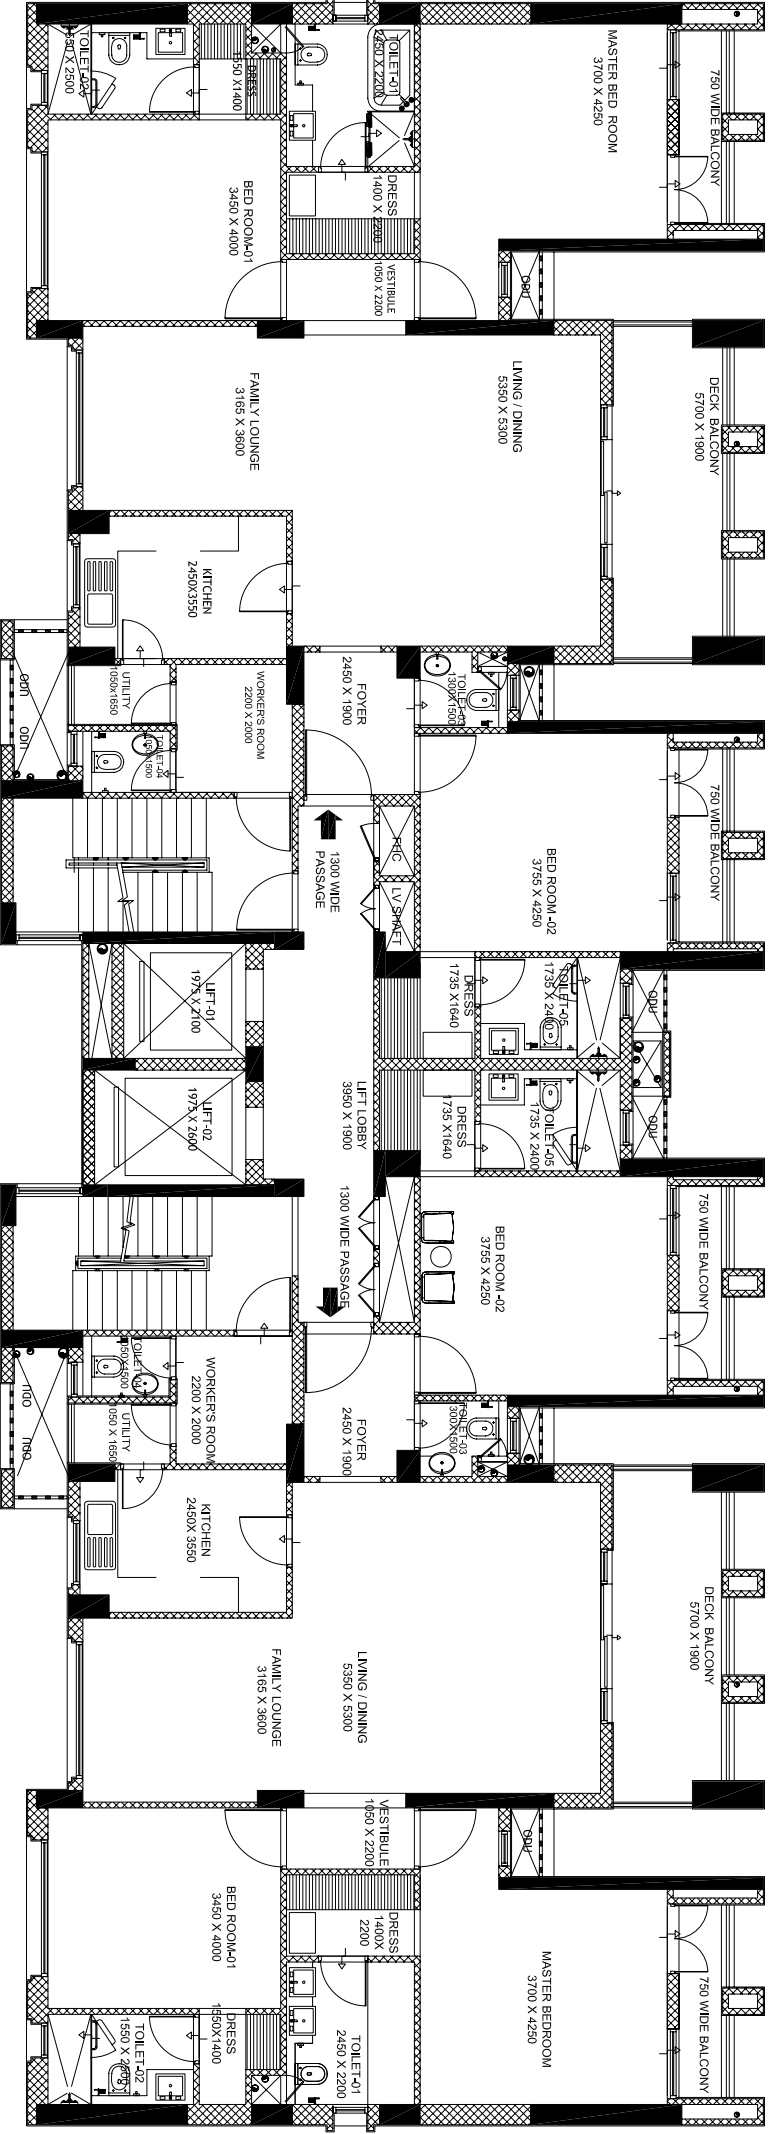 TOILET-02
1550 X 2500
DRESS
1550 X1400
TOILET-01
2450 X 2200
MASTER BED ROOM
3700 X 4250
750 WIDE BALCONY
BED ROOM-01
3450 X 4000
DRESS
1400 X 2200
VESTIBULE
1050 X 2200
ODU
FAMILY LOUNGE
3165 X 3600
LIVING / DINING
5350 X 5300
DECK BALCONY
5700 X 1900
KITCHEN
2450X3550
UTILITY
1050x1650
WORKER'S ROOM
2200 X 2000
FOYER
2450 X 1900
TOILET-03
1300X1500
ODU
ODU
TOILET-04
1050X1500
1300 WIDE
PASSAGE
FHC
LV SHAFT
BED ROOM -02
3755 X 4250
750 WIDE BALCONY
LIFT-01
1975 X 2100
DRESS
1735 X1640
TOILET-05
1735 X 2400
ODU
LIFT-02
1975 X 2600
LIFT LOBBY
3950 X 1900
DRESS
1735 X1640
TOILET-05
1735 X 2400
ODU
1300 WIDE PASSAGE
BED ROOM -02
3755 X 4250
750 WIDE BALCONY
TOILET-04
1050X1500
WORKER'S ROOM
2200 X 2000
ODU
ODU
UTILITY
1050 X 1650
FOYER
2450 X 1900
TOILET-03
1300X1500
KITCHEN
2450X 3550
DECK BALCONY
5700 X 1900
FAMILY LOUNGE
3165 X 3600
LIVING / DINING
5350 X 5300
VESTIBULE
1050 X 2200
ODU
BED ROOM-01
3450 X 4000
DRESS
1400X
2200
MASTER BEDROOM
3700 X 4250
750 WIDE BALCONY
TOILET-02
1550 X 2500
DRESS
1550X1400
TOILET-01
2450 X 2200